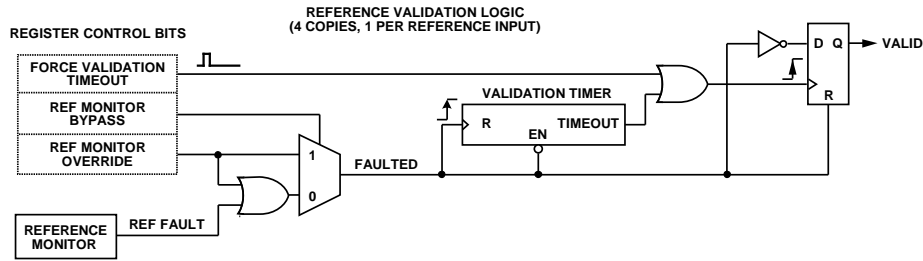 REFERENCE VALIDATION LOGIC
(4 COPIES, 1 PER REFERENCE INPUT)
REGISTER CONTROL BITS
FORCE VALIDATION
TIMEOUT
REF MONITOR
BYPASS
REF MONITOR
OVERRIDE
REFERENCE
MONITOR
REF FAULT
1
0
FAULTED
VALIDATION TIMER
R
EN
TIMEOUT
D Q
R
VALID